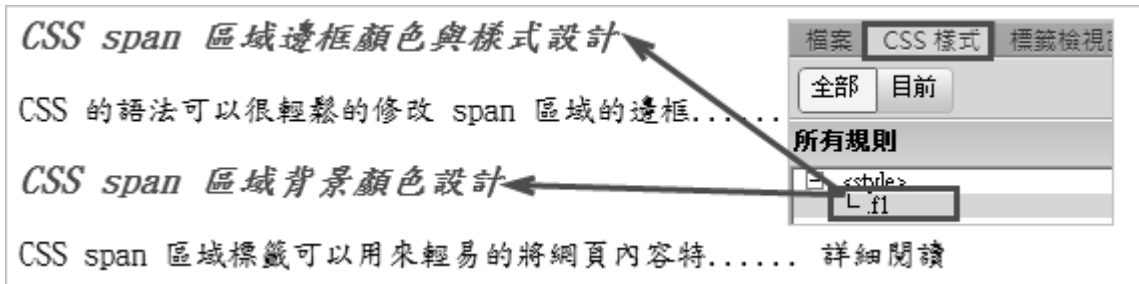 CSS span 區域邊框顏色與樣式設計
CSS 的語法可以很輕鬆的修改 span 區域的邊框......
CSS span 區域背景顏色設計
CSS span 區域標籤可以用來輕易的將網頁內容特...... 詳細閱讀
檔案 CSS 樣式 標籤檢視
全部 目前
所有規則
<style>
.f1